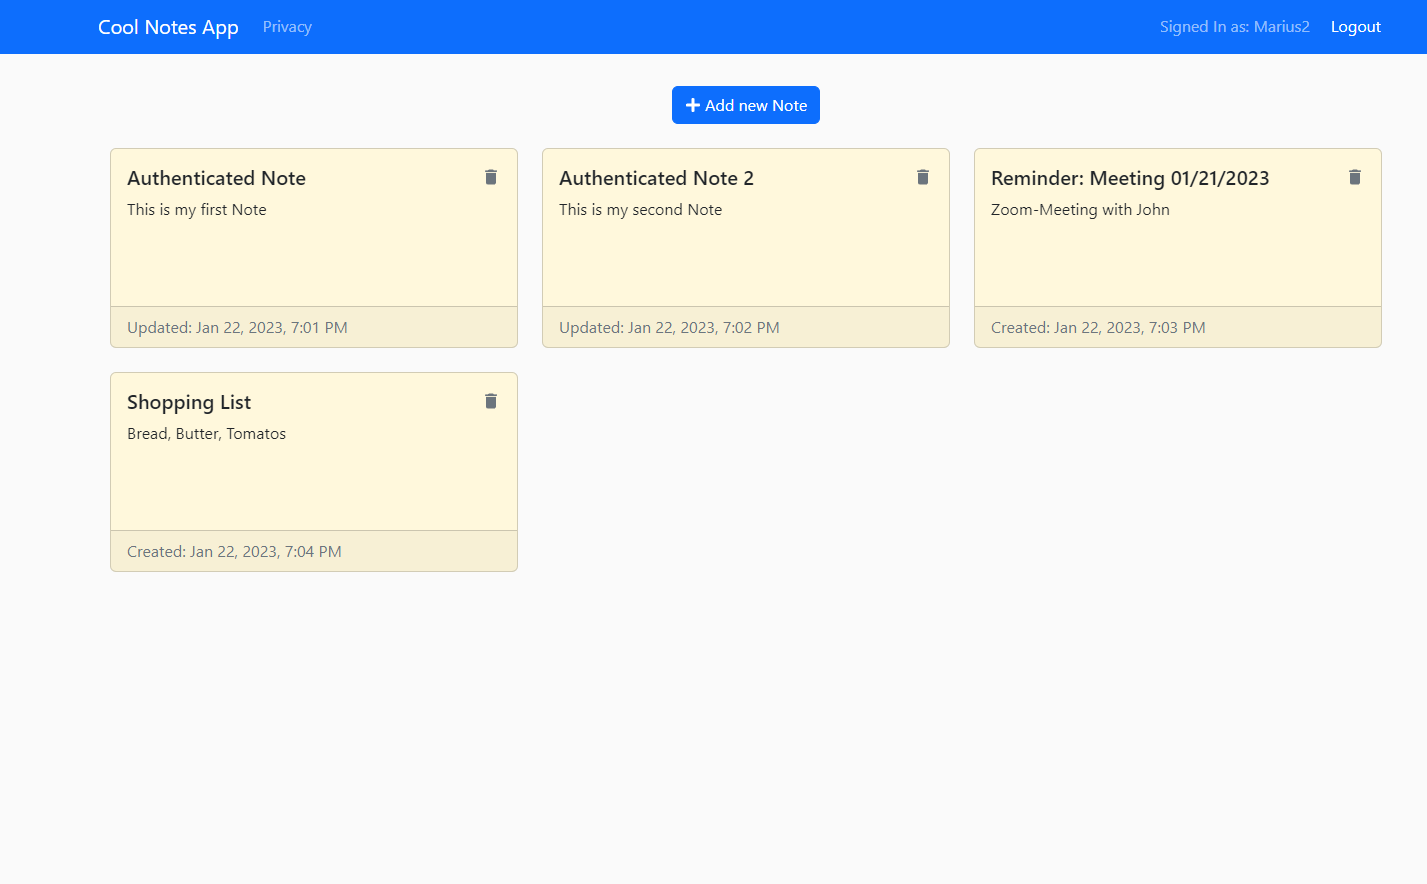 Cool Notes App Privacy Signed In as: Marius2 Logout
Add new Note
Authenticated Note
This is my first Note
Updated: Jan 22, 2023, 7:01 PM
Authenticated Note 2
This is my second Note
Updated: Jan 22, 2023, 7:02 PM
Reminder: Meeting 01/21/2023
Zoom-Meeting with John
Created: Jan 22, 2023, 7:03 PM
Shopping List
Bread, Butter, Tomatos
Created: Jan 22, 2023, 7:04 PM